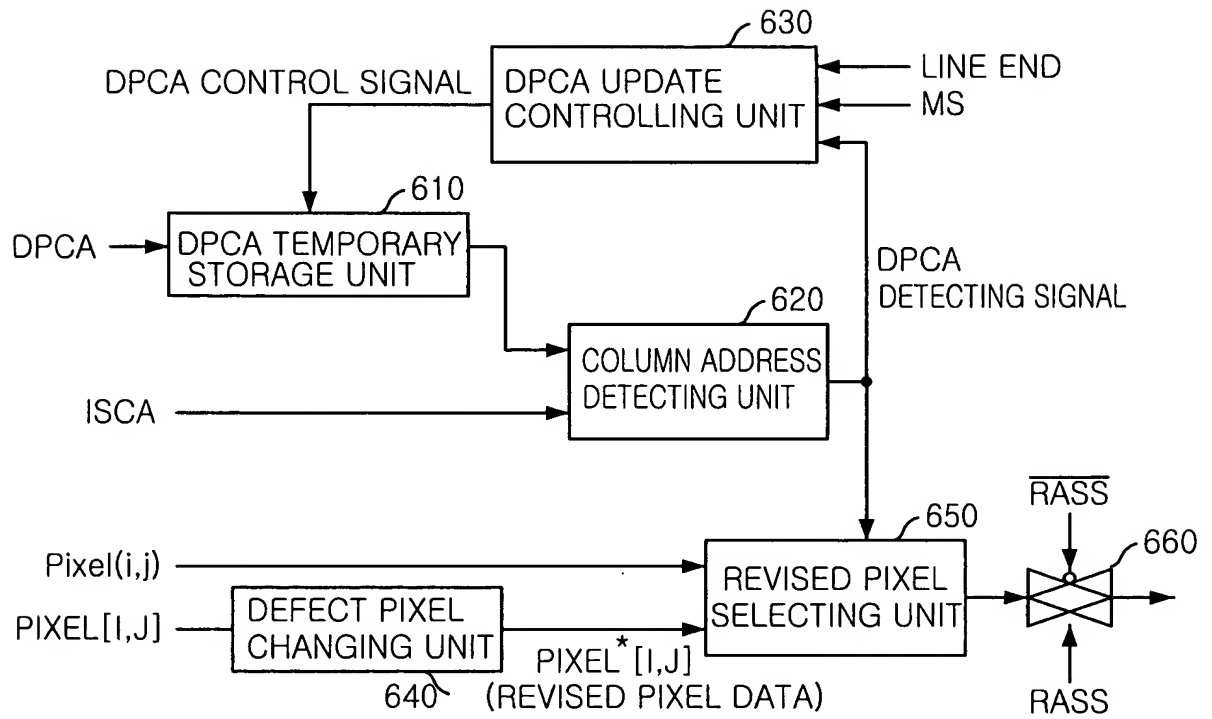 630
DPCA CONTROL SIGNAL
DPCA UPDATE
CONTROLLING UNIT
LINE END
MS
610
DPCA
DPCA TEMPORARY
STORAGE UNIT
DPCA
DETECTING SIGNAL
620
COLUMN ADDRESS
DETECTING UNIT
ISCA
RASS
650
660
Pixel(i,j)
REVISED PIXEL
SELECTING UNIT
PIXEL[I,J]
DEFECT PIXEL
CHANGING UNIT
PIXEL*[I,J]
(REVISED PIXEL DATA)
640
RASS